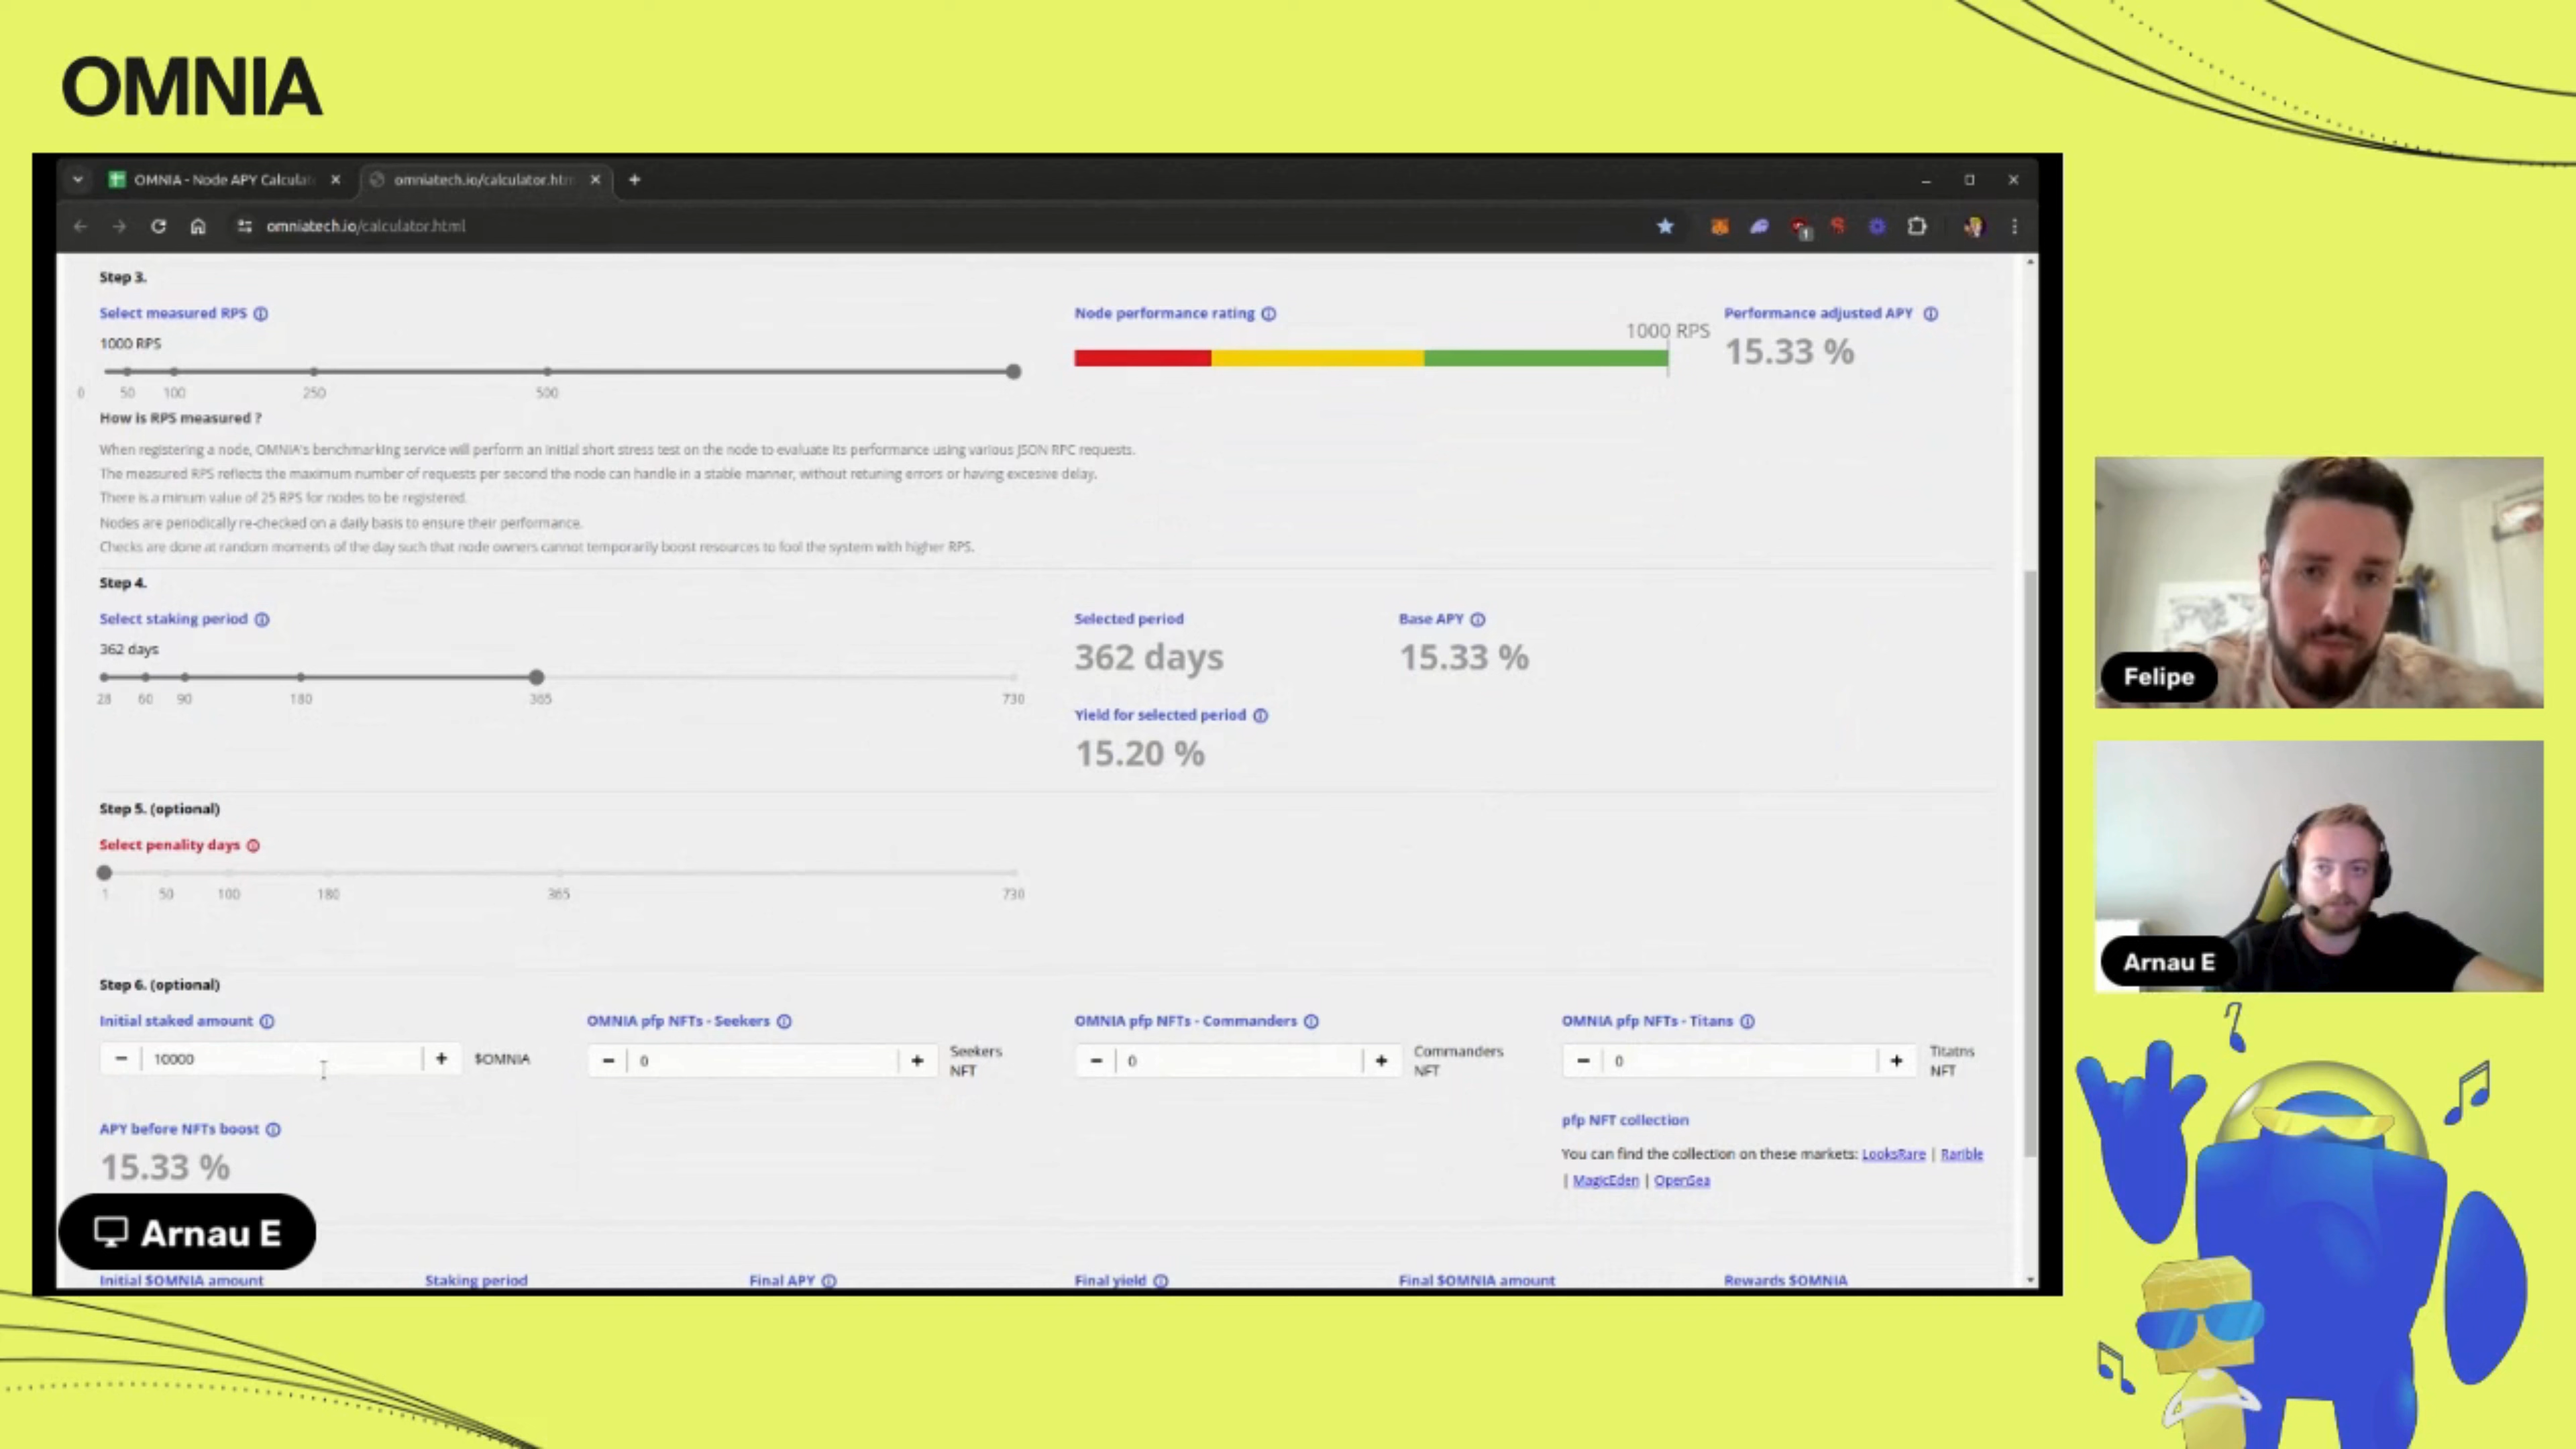 OMNIA
OMNIA - Node APY Calculat
omniatech.io/calculator.htm
omniatech.io/calculator.html
1
Step 3.
Select measured RPS
1000 RPS
0 50 100 250 500
Node performance rating
1000 RPS
Performance adjusted APY
15.33 %
How is RPS measured ?
When registering a node, OMNIA's benchmarking service will perform an initial short stress test on the node to evaluate its performance using various JSON RPC requests.
The measured RPS reflects the maximum number of requests per second the node can handle in a stable manner, without retuning errors or having excesive delay.
There is a minum value of 25 RPS for nodes to be registered.
Nodes are periodically re-checked on a daily basis to ensure their performance.
Checks are done at random moments of the day such that node owners cannot temporarily boost resources to fool the system with higher RPS.
Step 4.
Select staking period
362 days
28 60 90 180 365 730
Selected period
362 days
Base APY
15.33 %
Yield for selected period
15.20 %
Step 5. (optional)
Select penality days
1 50 100 180 365 730
Step 6. (optional)
Initial staked amount
10000
$OMNIA
OMNIA pfp NFTs - Seekers
0
Seekers
NFT
OMNIA pfp NFTs - Commanders
0
Commanders
NFT
OMNIA pfp NFTs - Titans
0
Titatns
NFT
APY before NFTs boost
15.33 %
pfp NFT collection
You can find the collection on these markets: LooksRare | Rarible
| MagicEden | OpenSea
Arnau E
Initial $OMNIA amount
Staking period
Final APY
Final yield
Final $OMNIA amount
Rewards $OMNIA
Felipe
Arnau E